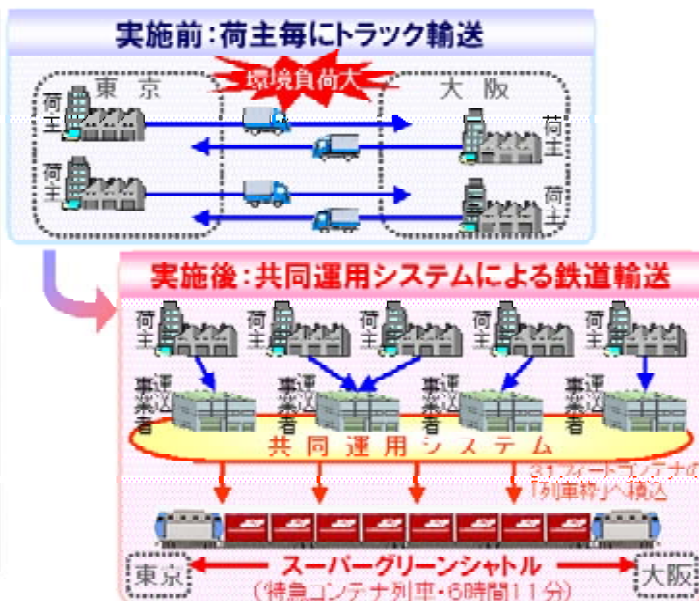 実施前：荷主毎にトラック輸送
東京
環境負荷大
大阪
荷主
荷主
荷主
荷主
実施後：共同運用システムによる鉄道輸送
荷主
荷主
荷主
荷主
荷主
運送事業者
運送事業者
運送事業者
運送事業者
共同運用システム
31フィートコンテナの
「列車枠」へ積込
スーパーグリーンシャトル
東京
大阪
（特急コンテナ列車・6時間11分）